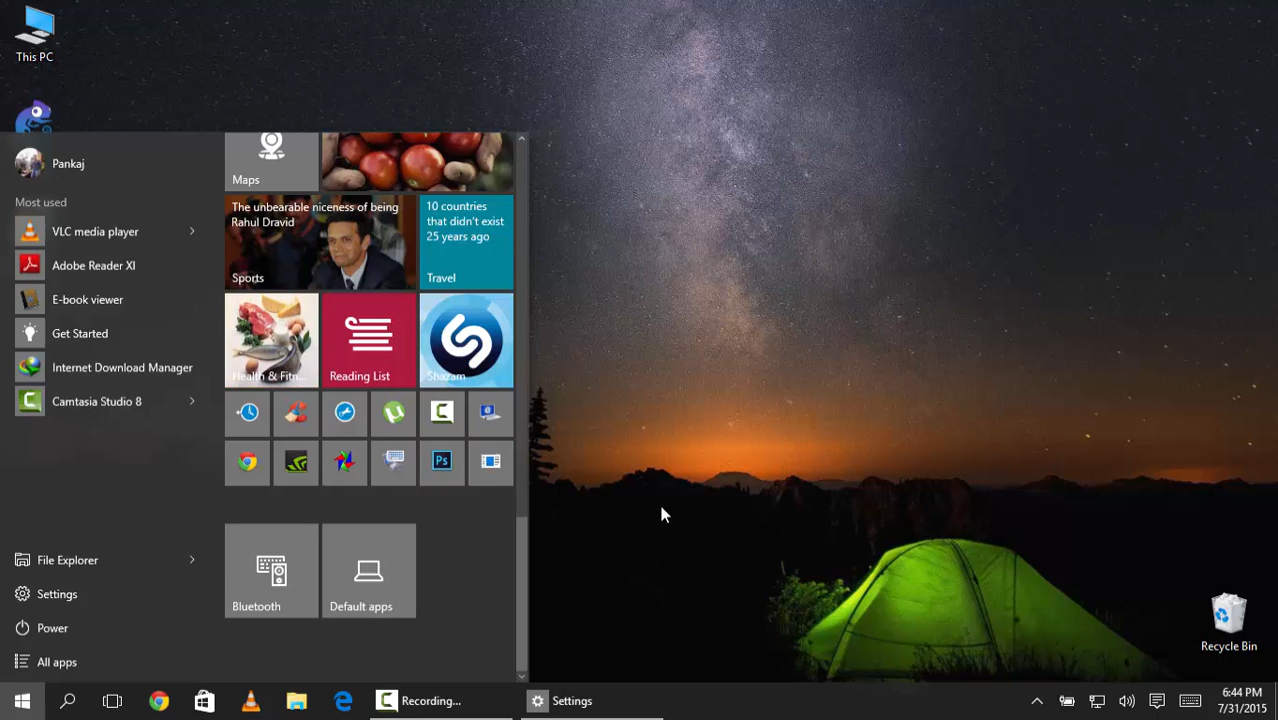 This PC
Pankaj
Most used
VLC media player
Adobe Reader XI
E-book viewer
Get Started
Internet Download Manager
Camtasia Studio 8
File Explorer
Settings
Power
All apps
Maps
The unbearable niceness of being
Rahul Dravid
Sports
10 countries
that didn't exist
25 years ago
Travel
Health & Fitn...
Reading List
Shazam
Ps
Bluetooth
Default apps
Recycle Bin
Recording...
Settings
6:44 PM
7/31/2015